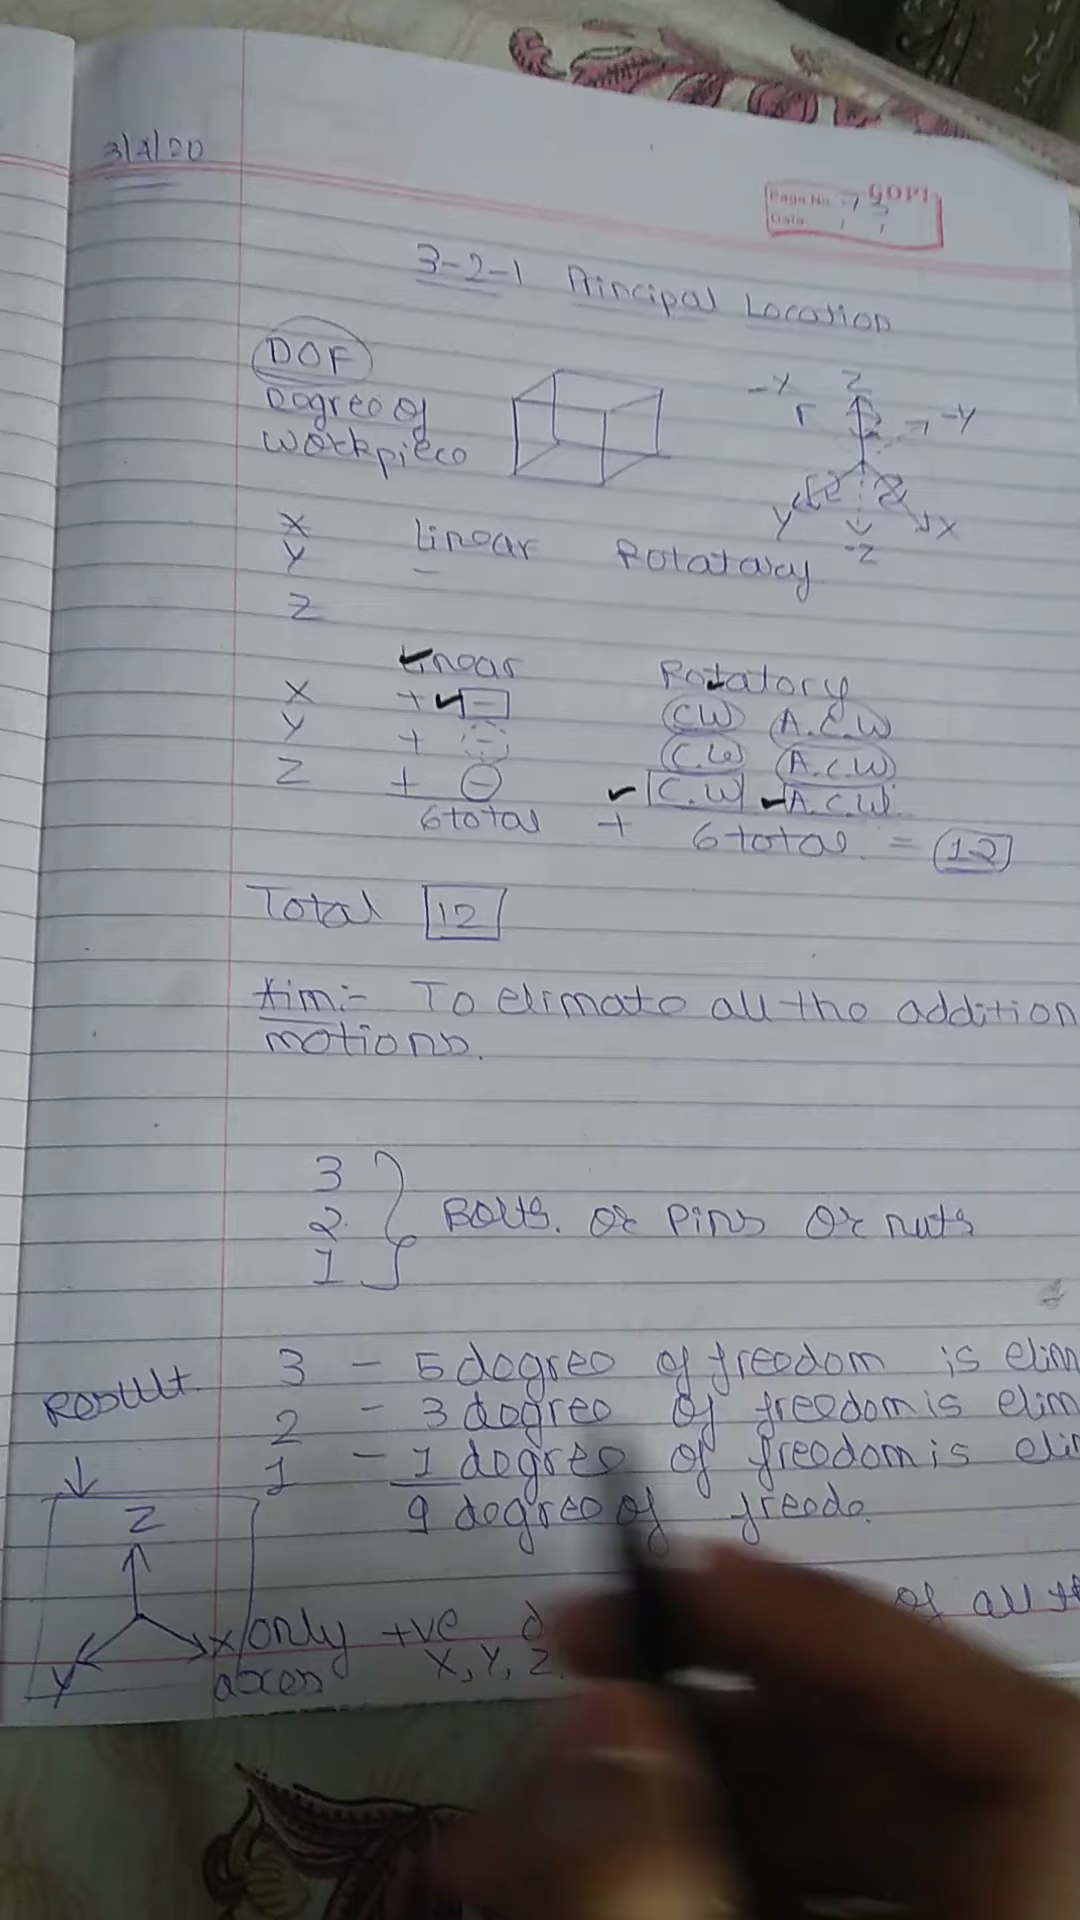 3/4/20
GOPI
Page No
Date
3-2-1 Principal Location
DOF
Degree of
workpiece
-Y
Z
-Y
Y
X
-Z
X
Y
Z
Linear Rotatary
Linear Rotatory
X + - CW A.C.W
Y + - C.W A.C.W
Z + - C.W A.C.W
6 total + 6 total = 12
Total 12
Aim:- To elimate all the addition
motions.
3
2
1
Bolts. or pins or nuts
Result
3 - 5 degree of freedom is elim
2 - 3 degree of freedom is elim
1 - 1 degree of freedom is elim
9 degree of freedo.
Z
X
Y
only +ve of all
axes X, Y, Z.